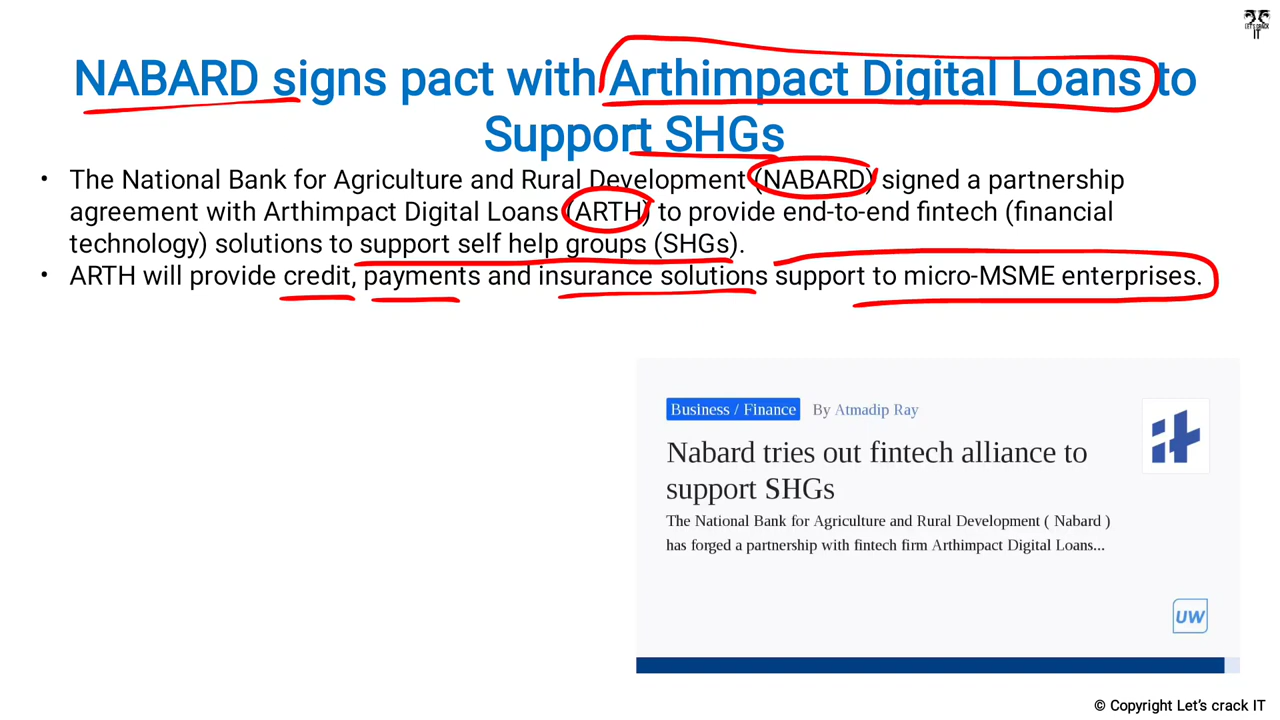 LET'S CRACK
IT
NABARD signs pact with Arthimpact Digital Loans to
Support SHGs
• The National Bank for Agriculture and Rural Development (NABARD) signed a partnership
agreement with Arthimpact Digital Loans (ARTH) to provide end-to-end fintech (financial
technology) solutions to support self help groups (SHGs).
• ARTH will provide credit, payments and insurance solutions support to micro-MSME enterprises.
Business / Finance By Atmadip Ray
Nabard tries out fintech alliance to
support SHGs
The National Bank for Agriculture and Rural Development ( Nabard )
has forged a partnership with fintech firm Arthimpact Digital Loans...
UW
© Copyright Let's crack IT